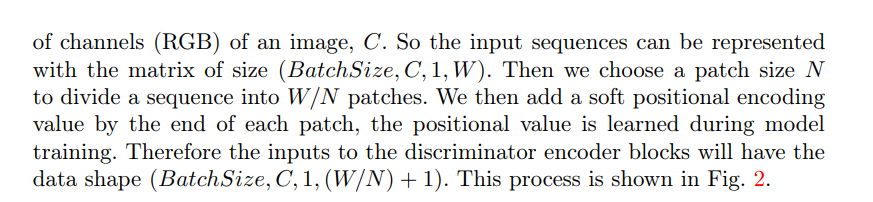 of channels (RGB) of an image, C. So the input sequences can be represented
with the matrix of size (BatchSize, C, 1, W). Then we choose a patch size N
to divide a sequence into W/N patches. We then add a soft positional encoding
value by the end of each patch, the positional value is learned during model
training. Therefore the inputs to the discriminator encoder blocks will have the
data shape (BatchSize, C, 1, (W/N) + 1). This process is shown in Fig. 2.